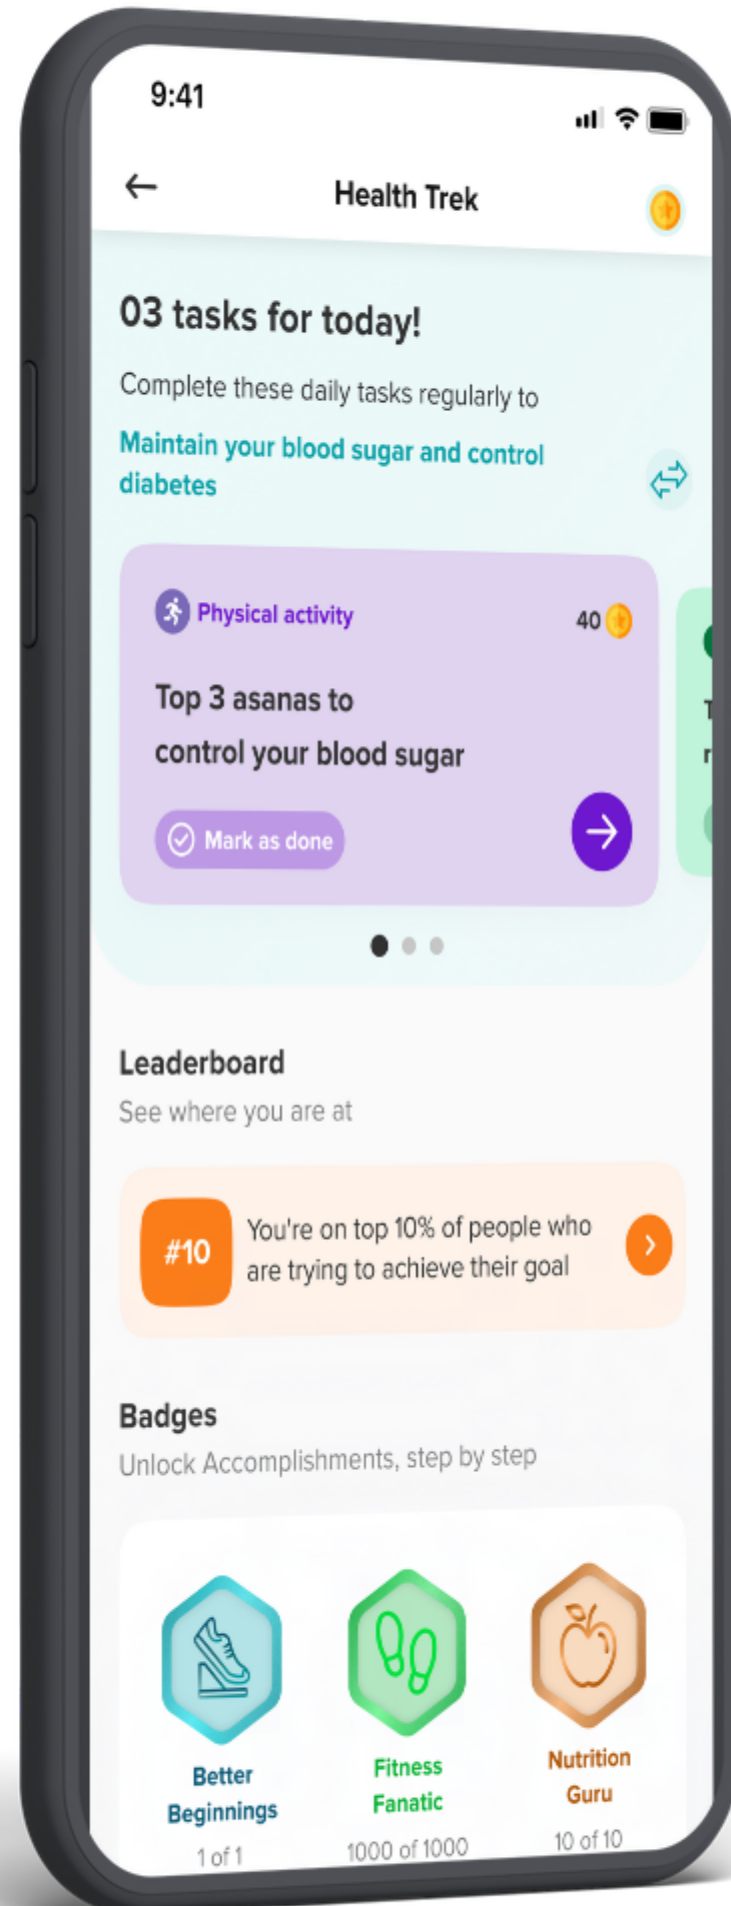 9:41
Health Trek
03 tasks for today!
Complete these daily tasks regularly to
Maintain your blood sugar and control
diabetes
Physical activity
40
Top 3 asanas to
control your blood sugar
Mark as done
Leaderboard
See where you are at
#10
You're on top 10% of people who
are trying to achieve their goal
Badges
Unlock Accomplishments, step by step
Better
Beginnings
1 of 1
Fitness
Fanatic
1000 of 1000
Nutrition
Guru
10 of 10